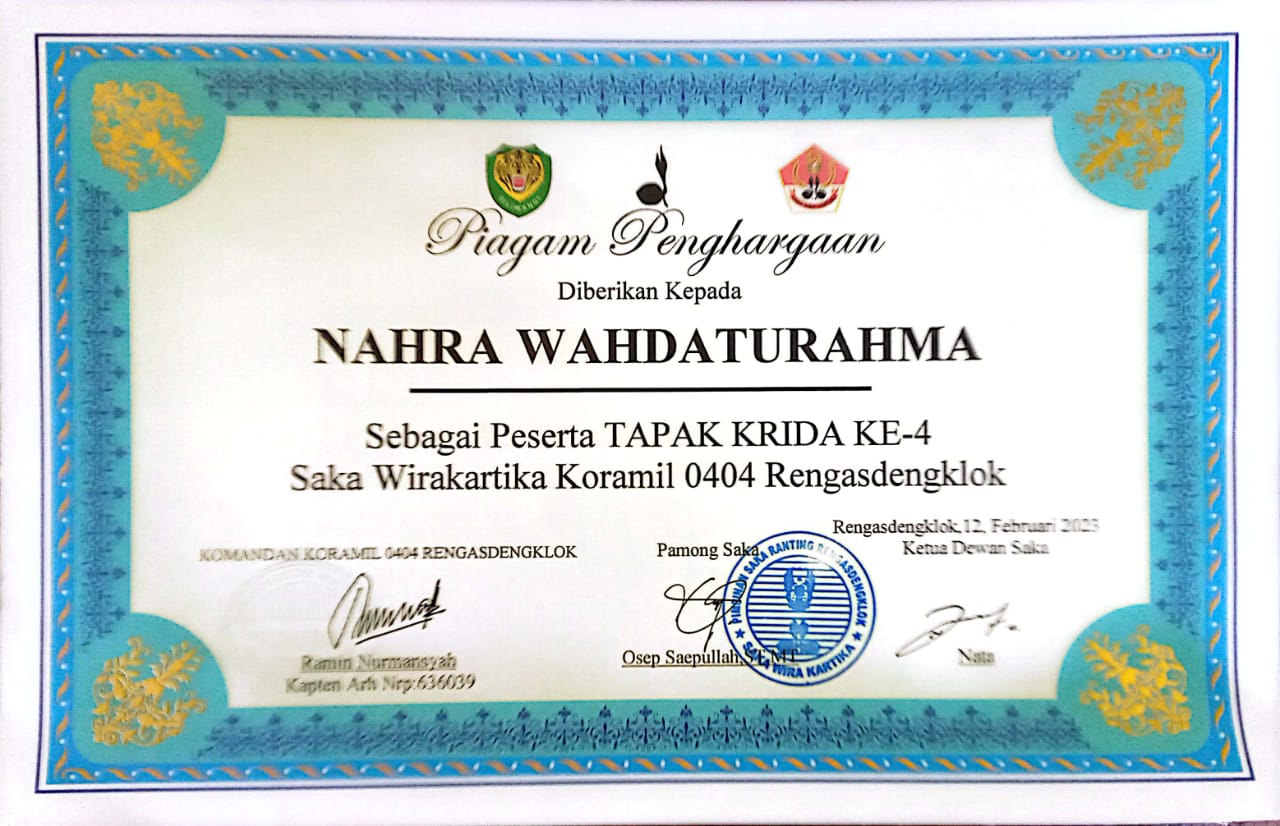 SILIWANGI
Piagam Penghargaan
Diberikan Kepada
NAHRA WAHDATURAHMA
Sebagai Peserta TAPAK KRIDA KE-4
Saka Wirakartika Koramil 0404 Rengasdengklok
Rengasdengklok,12, Februari 2023
KOMANDAN KORAMIL 0404 RENGASDENGKLOK
Pamong Saka
Ketua Dewan Saka
PIMPINAN SAKA RANTING RENGASDENGKLOK
SAKA WIRA KARTIKA
Ramin Nurmansyah
Kapten Arh Nrp:636039
Osep Saepullah,ST.MT
Nata